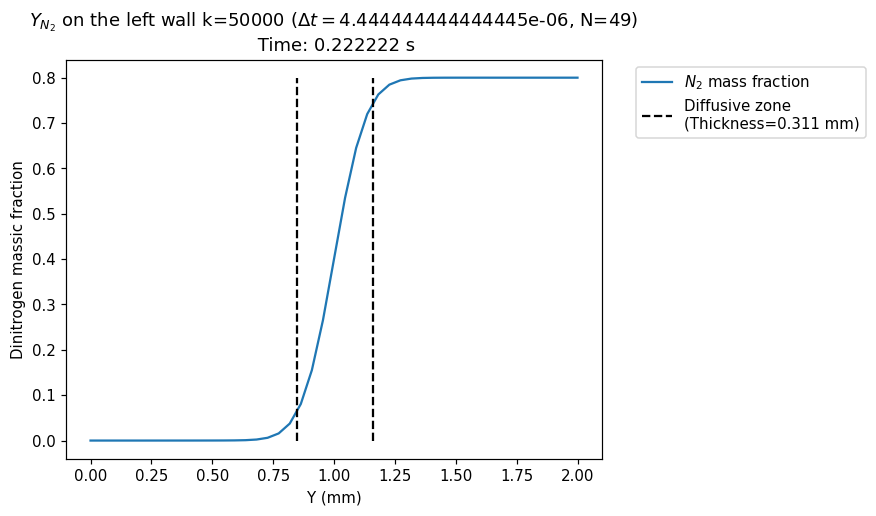 Y_{N_2} on the left wall k=50000 (Δt = 4.444444444444445e-06, N=49)
Time: 0.222222 s
N_2 mass fraction
Diffusive zone
(Thickness=0.311 mm)
Dinitrogen massic fraction
0.8
0.7
0.6
0.5
0.4
0.3
0.2
0.1
0.0
0.00 0.25 0.50 0.75 1.00 1.25 1.50 1.75 2.00
Y (mm)